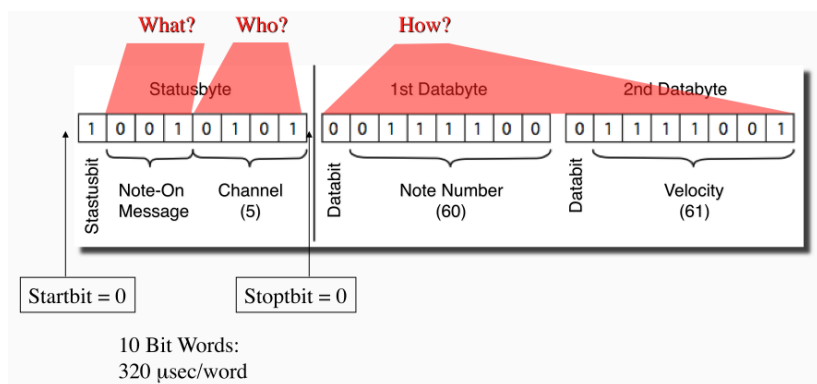 What? Who? How?
Statusbyte 1st Databyte 2nd Databyte
1 0 0 1 0 1 0 1 0 0 1 1 1 1 0 0 0 1 1 1 1 0 0 1
Stastusbit
Note-On
Message
Channel
(5)
Databit
Note Number
(60)
Databit
Velocity
(61)
Startbit = 0 Stoptbit = 0
10 Bit Words:
320 μsec/word